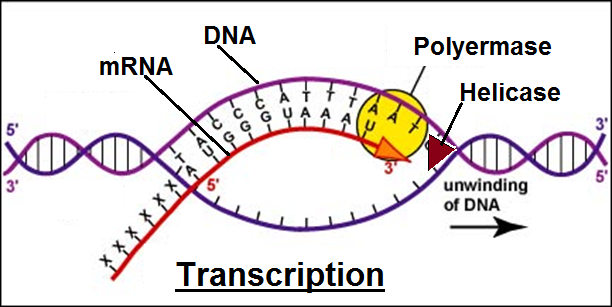 DNA
Polyermase
mRNA
Helicase
T A C C C A T T T A A T
A U G G G U A A A U
5'
3'
3'
5'
5'
3'
X X X X X X X
unwinding
of DNA
Transcription